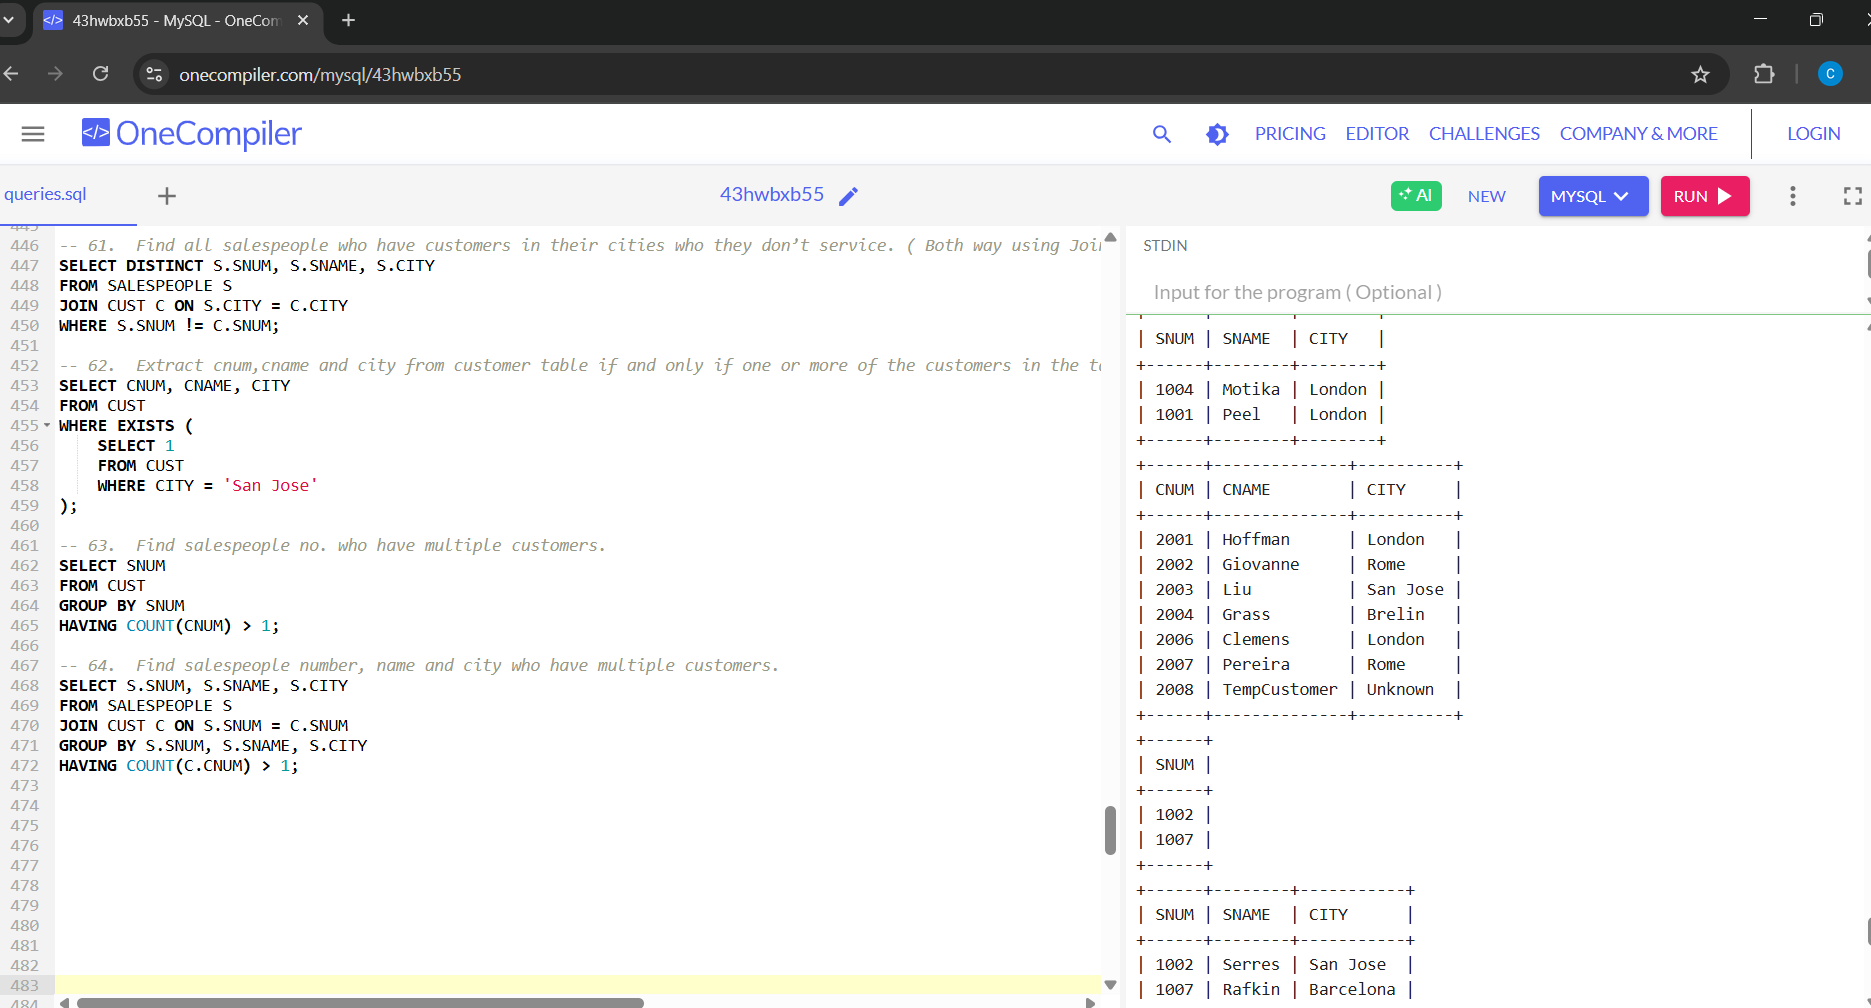 43hwbxb55 - MySQL - OneCom
onecompiler.com/mysql/43hwbxb55
C
</> OneCompiler
PRICING EDITOR CHALLENGES COMPANY & MORE LOGIN
queries.sql
43hwbxb55
AI NEW MYSQL RUN
445
446 -- 61. Find all salespeople who have customers in their cities who they don’t service. ( Both way using Joi
447 SELECT DISTINCT S.SNUM, S.SNAME, S.CITY
448 FROM SALESPEOPLE S
449 JOIN CUST C ON S.CITY = C.CITY
450 WHERE S.SNUM != C.SNUM;
451
452 -- 62. Extract cnum,cname and city from customer table if and only if one or more of the customers in the t
453 SELECT CNUM, CNAME, CITY
454 FROM CUST
455 WHERE EXISTS (
456 SELECT 1
457 FROM CUST
458 WHERE CITY = 'San Jose'
459 );
460
461 -- 63. Find salespeople no. who have multiple customers.
462 SELECT SNUM
463 FROM CUST
464 GROUP BY SNUM
465 HAVING COUNT(CNUM) > 1;
466
467 -- 64. Find salespeople number, name and city who have multiple customers.
468 SELECT S.SNUM, S.SNAME, S.CITY
469 FROM SALESPEOPLE S
470 JOIN CUST C ON S.SNUM = C.SNUM
471 GROUP BY S.SNUM, S.SNAME, S.CITY
472 HAVING COUNT(C.CNUM) > 1;
473
474
475
476
477
478
479
480
481
482
483
484
STDIN
Input for the program ( Optional )
| SNUM | SNAME | CITY |
+------+--------+--------+
| 1004 | Motika | London |
| 1001 | Peel | London |
+------+--------+--------+
+------+--------------+----------+
| CNUM | CNAME | CITY |
+------+--------------+----------+
| 2001 | Hoffman | London |
| 2002 | Giovanne | Rome |
| 2003 | Liu | San Jose |
| 2004 | Grass | Brelin |
| 2006 | Clemens | London |
| 2007 | Pereira | Rome |
| 2008 | TempCustomer | Unknown |
+------+--------------+----------+
+------+
| SNUM |
+------+
| 1002 |
| 1007 |
+------+
+------+--------+-----------+
| SNUM | SNAME | CITY |
+------+--------+-----------+
| 1002 | Serres | San Jose |
| 1007 | Rafkin | Barcelona |